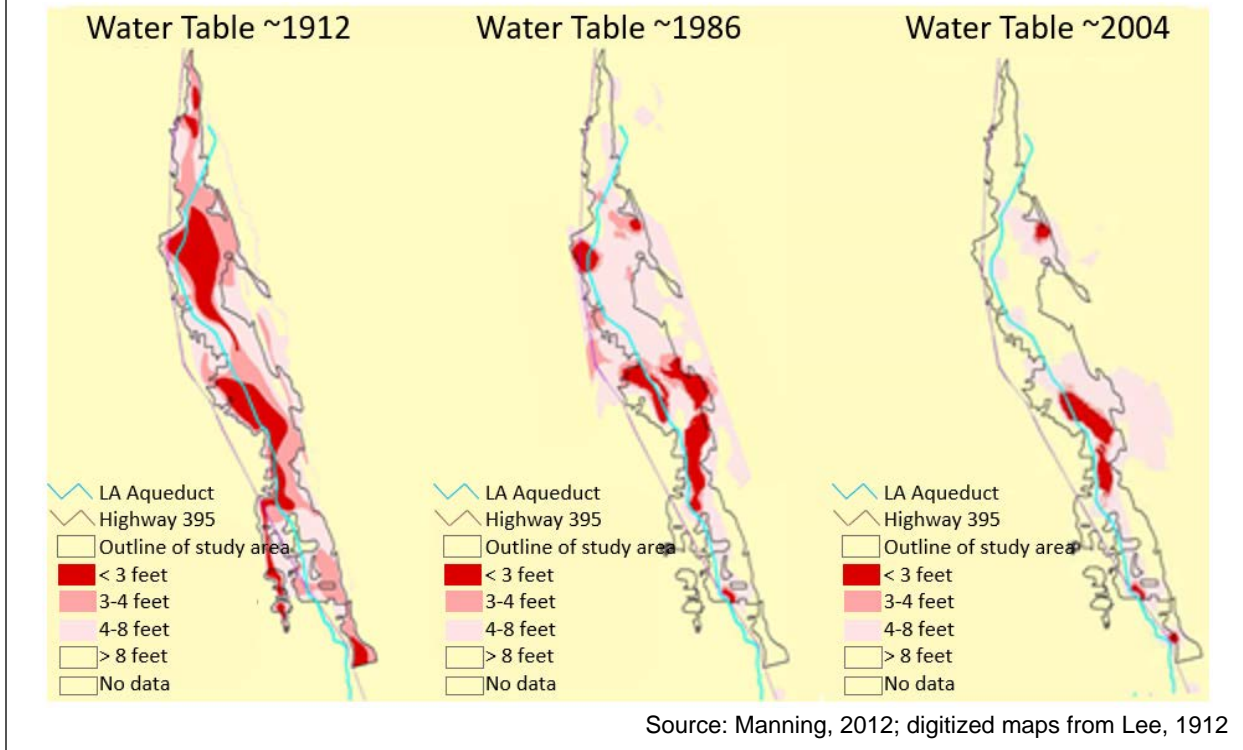 Water Table ~1912
Water Table ~1986
Water Table ~2004
LA Aqueduct
Highway 395
Outline of study area
< 3 feet
3-4 feet
4-8 feet
> 8 feet
No data
LA Aqueduct
Highway 395
Outline of study area
< 3 feet
3-4 feet
4-8 feet
> 8 feet
No data
LA Aqueduct
Highway 395
Outline of study area
< 3 feet
3-4 feet
4-8 feet
> 8 feet
No data
Source: Manning, 2012; digitized maps from Lee, 1912